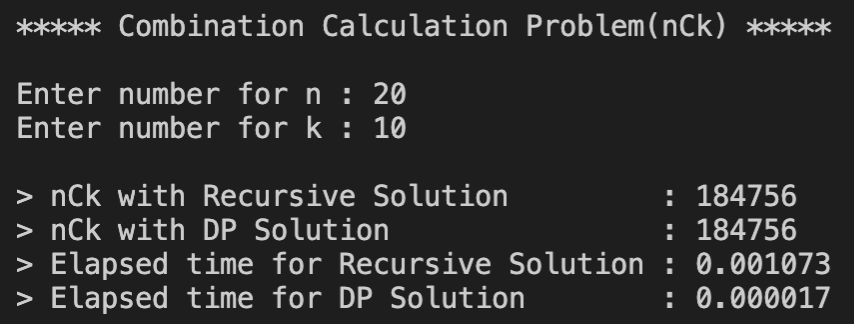 ***** Combination Calculation Problem(nCk) *****
Enter number for n : 20
Enter number for k : 10
> nCk with Recursive Solution         : 184756
> nCk with DP Solution                : 184756
> Elapsed time for Recursive Solution : 0.001073
> Elapsed time for DP Solution        : 0.000017